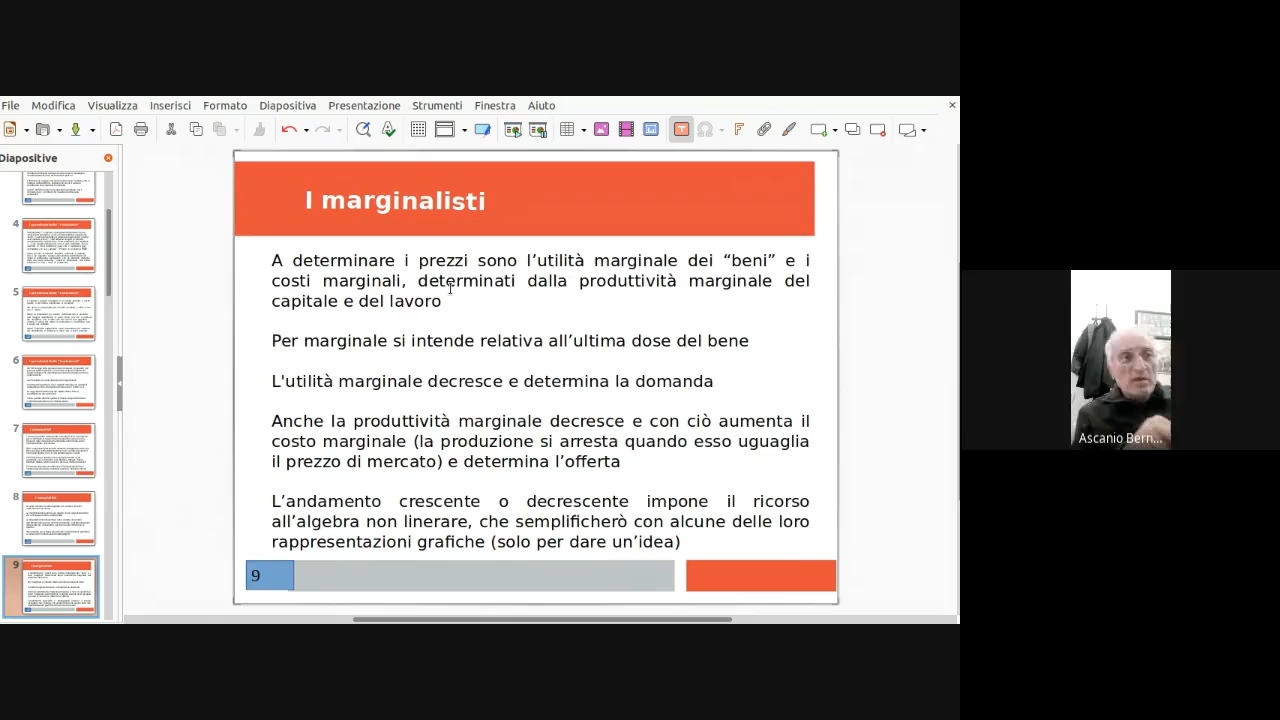 File Modifica Visualizza Inserisci Formato Diapositiva Presentazione Strumenti Finestra Aiuto
Diapositive
4
5
6
7
8
9
I marginalisti
A determinare i prezzi sono l’utilità marginale dei “beni” e i
costi marginali, determinati dalla produttività marginale del
capitale e del lavoro
Per marginale si intende relativa all’ultima dose del bene
L'utilità marginale decresce e determina la domanda
Anche la produttività marginale decresce e con ciò aumenta il
costo marginale (la produzione si arresta quando esso uguaglia
il prezzo di mercato) e determina l’offerta
L’andamento crescente o decrescente impone il ricorso
all’algebra non lineare, che semplificherò con alcune delle loro
rappresentazioni grafiche (solo per dare un’idea)
9
Ascanio Bern...